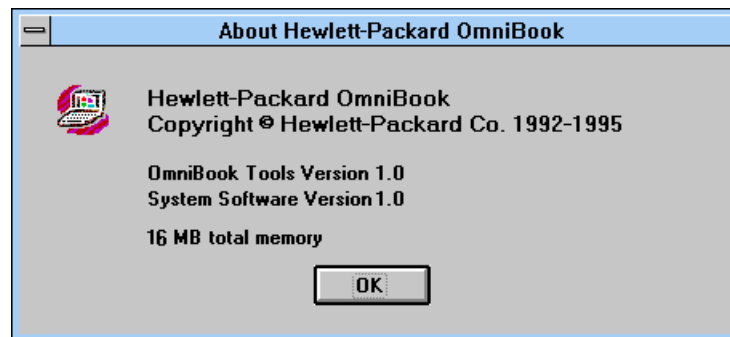 About Hewlett-Packard OmniBook
Hewlett-Packard OmniBook
Copyright © Hewlett-Packard Co. 1992-1995
OmniBook Tools Version 1.0
System Software Version 1.0
16 MB total memory
OK